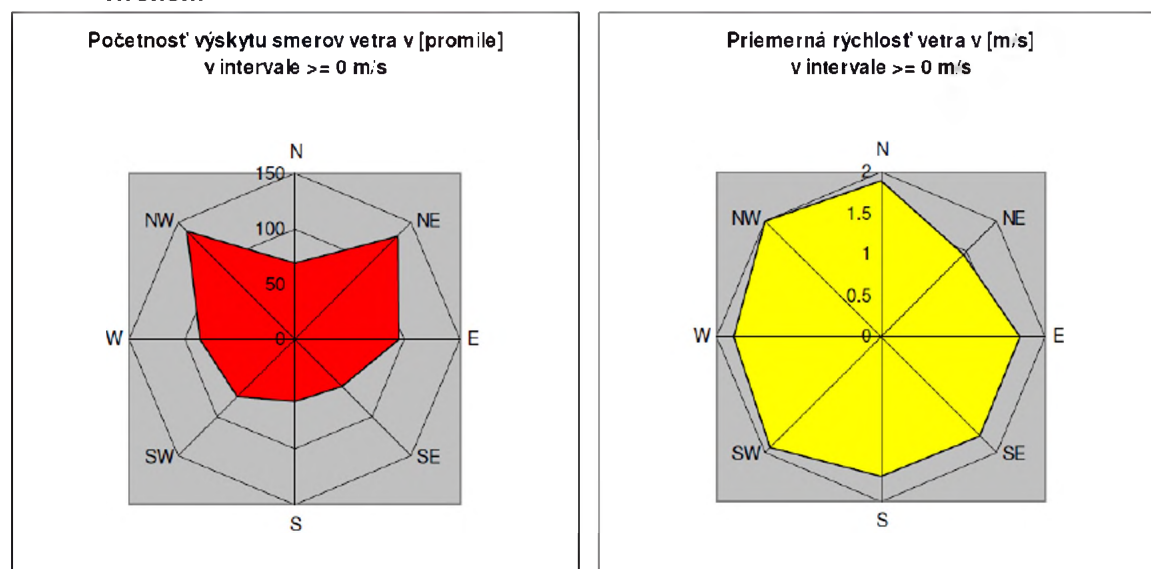 Početnosť výskytu smerov vetra v [promile]
v intervale >= 0 m/s
N
150
NW
NE
100
50
W
0
E
SW
SE
S
Priemerná rýchlosť vetra v [m/s]
v intervale >= 0 m/s
N
2
NW
NE
1.5
1
0.5
W
0
E
SW
SE
S